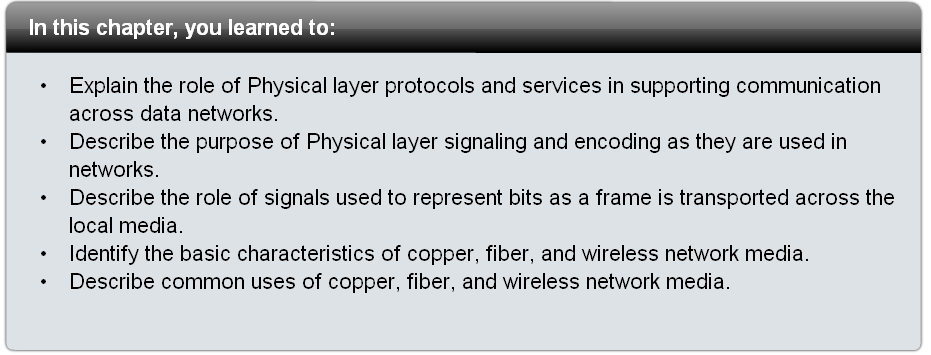 In this chapter, you learned to:
• Explain the role of Physical layer protocols and services in supporting communication
across data networks.
• Describe the purpose of Physical layer signaling and encoding as they are used in
networks.
• Describe the role of signals used to represent bits as a frame is transported across the
local media.
• Identify the basic characteristics of copper, fiber, and wireless network media.
• Describe common uses of copper, fiber, and wireless network media.